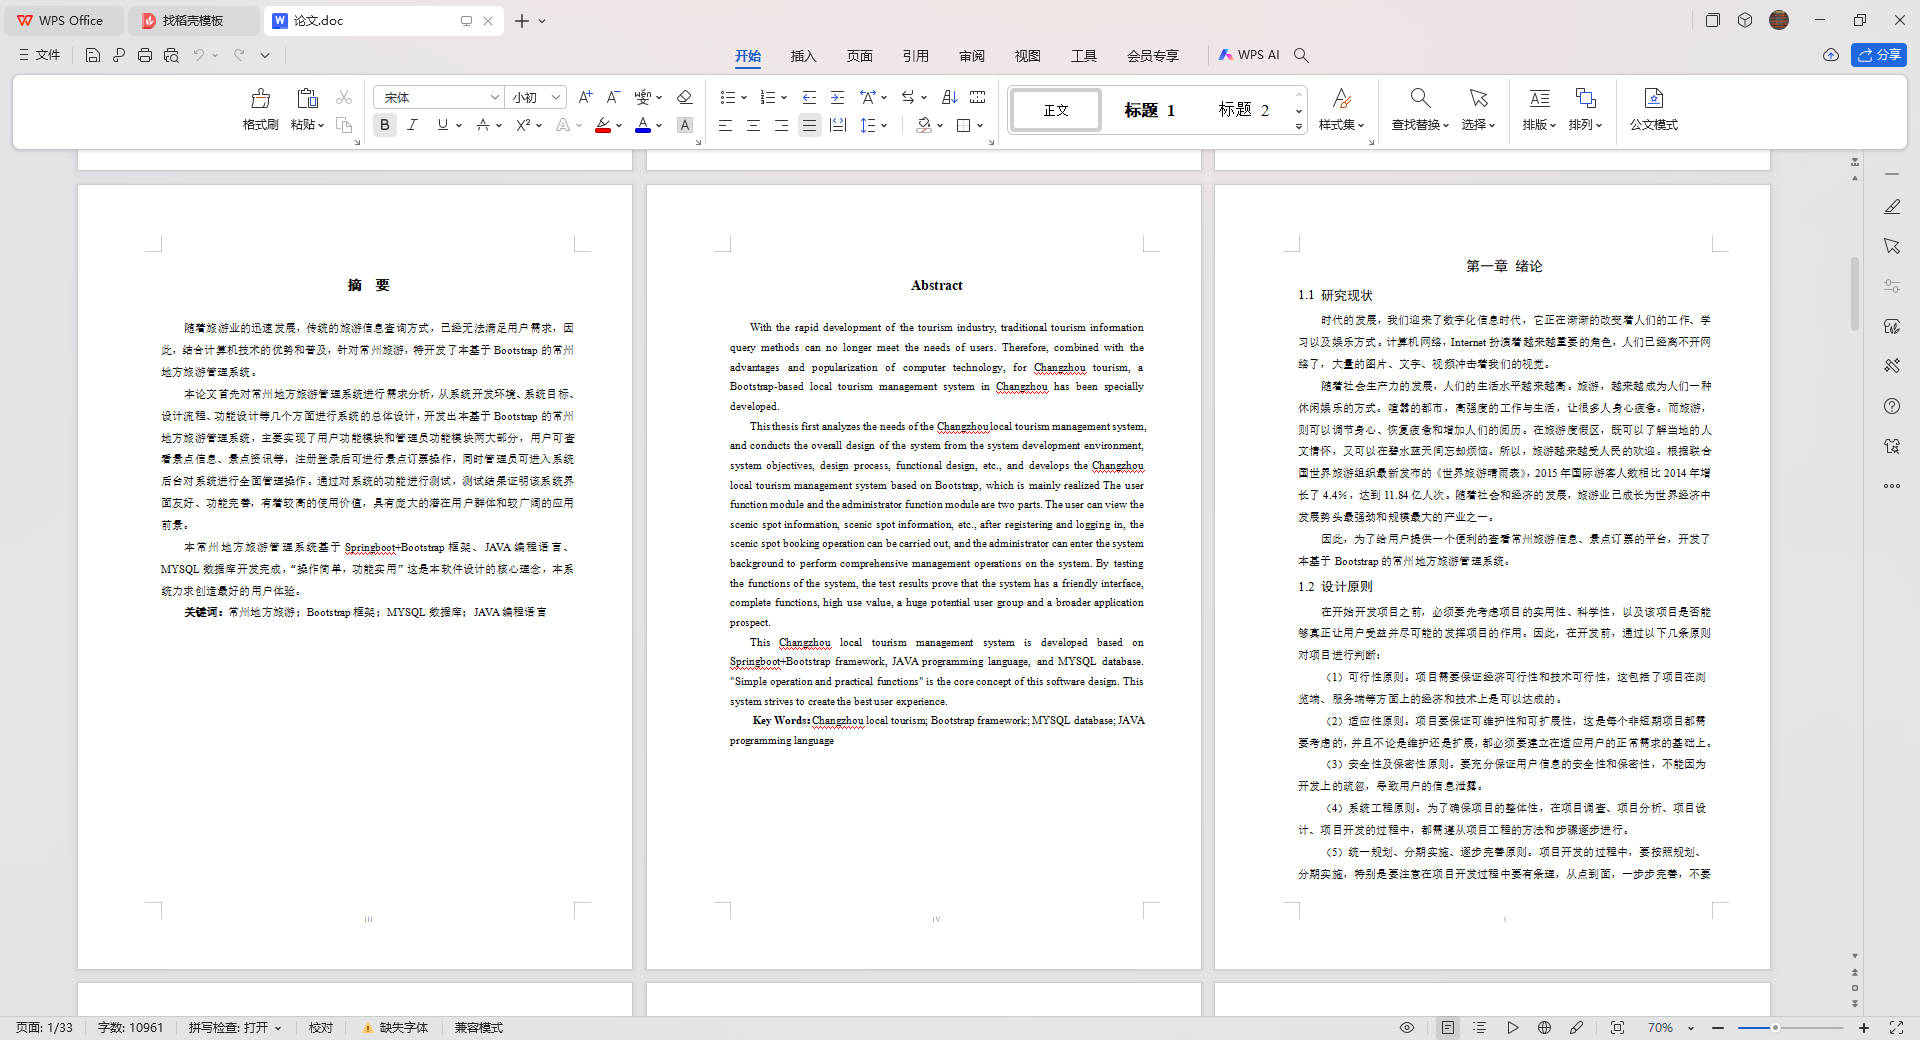 WPS Office
找稻壳模板
论文.doc
文件
开始
插入
页面
引用
审阅
视图
工具
会员专享
WPS AI
分享
格式刷
粘贴
宋体
小初
正文
标题 1
标题 2
样式集
查找替换
选择
排版
排列
公文模式
摘 要
随着旅游业的迅速发展，传统的旅游信息查询方式，已经无法满足用户需求，因
此，结合计算机技术的优势和普及，针对常州旅游，特开发了本基于 Bootstrap 的常州
地方旅游管理系统。
本论文首先对常州地方旅游管理系统进行需求分析，从系统开发环境、系统目标、
设计流程、功能设计等几个方面进行系统的总体设计，开发出本基于 Bootstrap 的常州
地方旅游管理系统，主要实现了用户功能模块和管理员功能模块两大部分，用户可查
看景点信息、景点资讯等，注册登录后可进行景点订票操作，同时管理员可进入系统
后台对系统进行全面管理操作。通过对系统的功能进行测试，测试结果证明该系统界
面友好、功能完善，有着较高的使用价值，具有庞大的潜在用户群体和较广阔的应用
前景。
本常州地方旅游管理系统基于 Springboot+Bootstrap 框架、JAVA 编程语言、
MYSQL 数据库开发完成，“操作简单，功能实用”这是本软件设计的核心理念，本系
统力求创造最好的用户体验。
关键词：常州地方旅游；Bootstrap 框架；MYSQL 数据库；JAVA 编程语言
III
Abstract
With the rapid development of the tourism industry, traditional tourism information
query methods can no longer meet the needs of users. Therefore, combined with the
advantages and popularization of computer technology, for Changzhou tourism, a
Bootstrap-based local tourism management system in Changzhou has been specially
developed.
This thesis first analyzes the needs of the Changzhou local tourism management system,
and conducts the overall design of the system from the system development environment,
system objectives, design process, functional design, etc., and develops the Changzhou
local tourism management system based on Bootstrap, which is mainly realized The user
function module and the administrator function module are two parts. The user can view the
scenic spot information, scenic spot information, etc., after registering and logging in, the
scenic spot booking operation can be carried out, and the administrator can enter the system
background to perform comprehensive management operations on the system. By testing
the functions of the system, the test results prove that the system has a friendly interface,
complete functions, high use value, a huge potential user group and a broader application
prospect.
This Changzhou local tourism management system is developed based on
Springboot+Bootstrap framework, JAVA programming language, and MYSQL database.
"Simple operation and practical functions" is the core concept of this software design. This
system strives to create the best user experience.
Key Words: Changzhou local tourism; Bootstrap framework; MYSQL database; JAVA
programming language
IV
第一章 绪论
1.1 研究现状
时代的发展，我们迎来了数字化信息时代，它正在渐渐的改变着人们的工作、学
习以及娱乐方式。计算机网络，Internet 扮演着越来越重要的角色，人们已经离不开网
络了，大量的图片、文字、视频冲击着我们的视觉。
随着社会生产力的发展，人们的生活水平越来越高。旅游，越来越成为人们一种
休闲娱乐的方式。喧嚣的都市，高强度的工作与生活，让很多人身心疲惫。而旅游，
则可以调节身心、恢复疲惫和增加人们的阅历。在旅游度假区，既可以了解当地的人
文情怀，又可以在碧水蓝天间忘却烦恼。所以，旅游越来越受人民的欢迎。根据联合
国世界旅游组织最新发布的《世界旅游晴雨表》，2015 年国际游客人数相比 2014 年增
长了 4.4%，达到 11.84 亿人次。随着社会和经济的发展，旅游业已成长为世界经济中
发展势头最强劲和规模最大的产业之一。
因此，为了给用户提供一个便利的查看常州旅游信息、景点订票的平台，开发了
本基于 Bootstrap 的常州地方旅游管理系统。
1.2 设计原则
在开始开发项目之前，必须要先考虑项目的实用性、科学性，以及该项目是否能
够真正让用户受益并尽可能的发挥项目的作用。因此，在开发前，通过以下几条原则
对项目进行判断：
（1）可行性原则。项目需要保证经济可行性和技术可行性，这包括了项目在浏
览端、服务端等方面上的经济和技术上是可以达成的。
（2）适应性原则。项目要保证可维护性和可扩展性，这是每个非短期项目都需
要考虑的，并且不论是维护还是扩展，都必须要建立在适应用户的正常需求的基础上。
（3）安全性及保密性原则。要充分保证用户信息的安全性和保密性，不能因为
开发上的疏忽，导致用户的信息泄露。
（4）系统工程原则。为了确保项目的整体性，在项目调查、项目分析、项目设
计、项目开发的过程中，都需遵从项目工程的方法和步骤逐步进行。
（5）统一规划、分期实施、逐步完善原则。项目开发的过程中，要按照规划、
分期实施，特别是要注意在项目开发过程中要有条理，从点到面，一步步完善，不要
I
页面: 1/33
字数: 10961
拼写检查: 打开
校对
缺失字体
兼容模式
70%